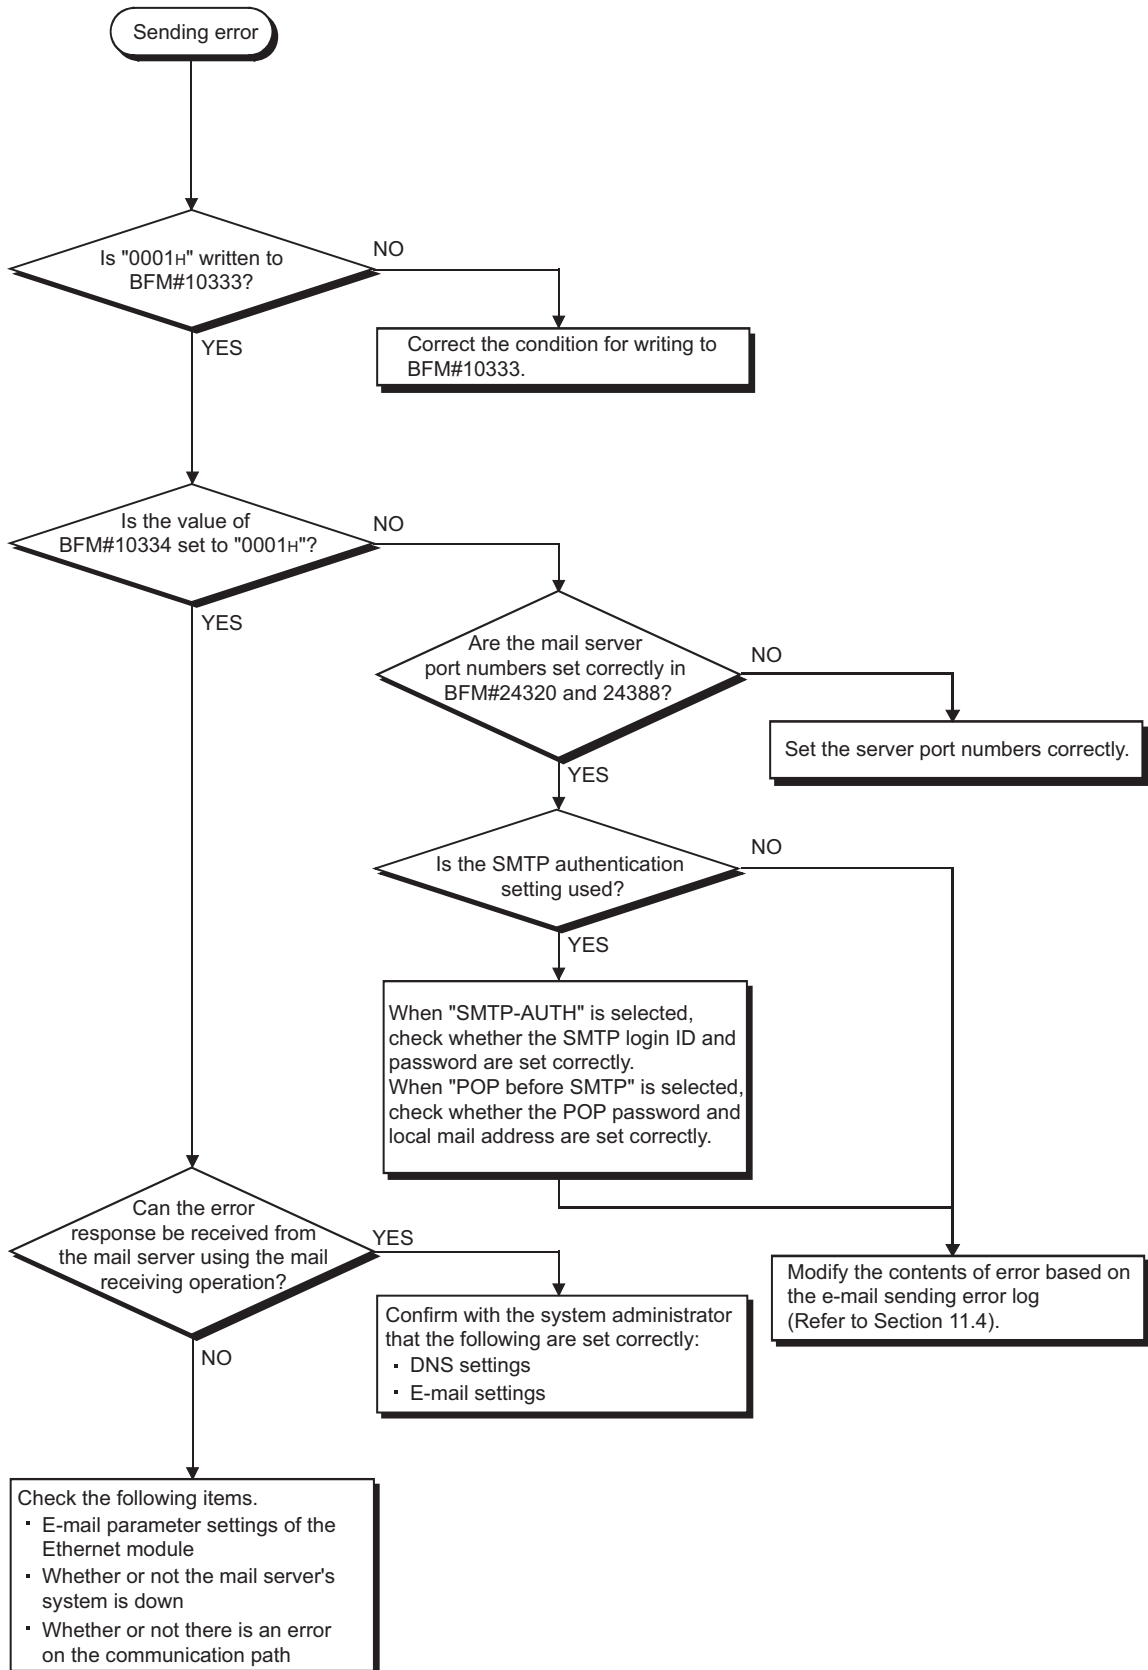 Sending error
Is "0001H" written to
BFM#10333?
NO
YES
Correct the condition for writing to
BFM#10333.
Is the value of
BFM#10334 set to "0001H"?
NO
YES
Are the mail server
port numbers set correctly in
BFM#24320 and 24388?
NO
YES
Set the server port numbers correctly.
Is the SMTP authentication
setting used?
NO
YES
When "SMTP-AUTH" is selected,
check whether the SMTP login ID and
password are set correctly.
When "POP before SMTP" is selected,
check whether the POP password and
local mail address are set correctly.
Can the error
response be received from
the mail server using the mail
receiving operation?
YES
NO
Modify the contents of error based on
the e-mail sending error log
(Refer to Section 11.4).
Confirm with the system administrator
that the following are set correctly:
· DNS settings
· E-mail settings
Check the following items.
· E-mail parameter settings of the
Ethernet module
· Whether or not the mail server's
system is down
· Whether or not there is an error
on the communication path